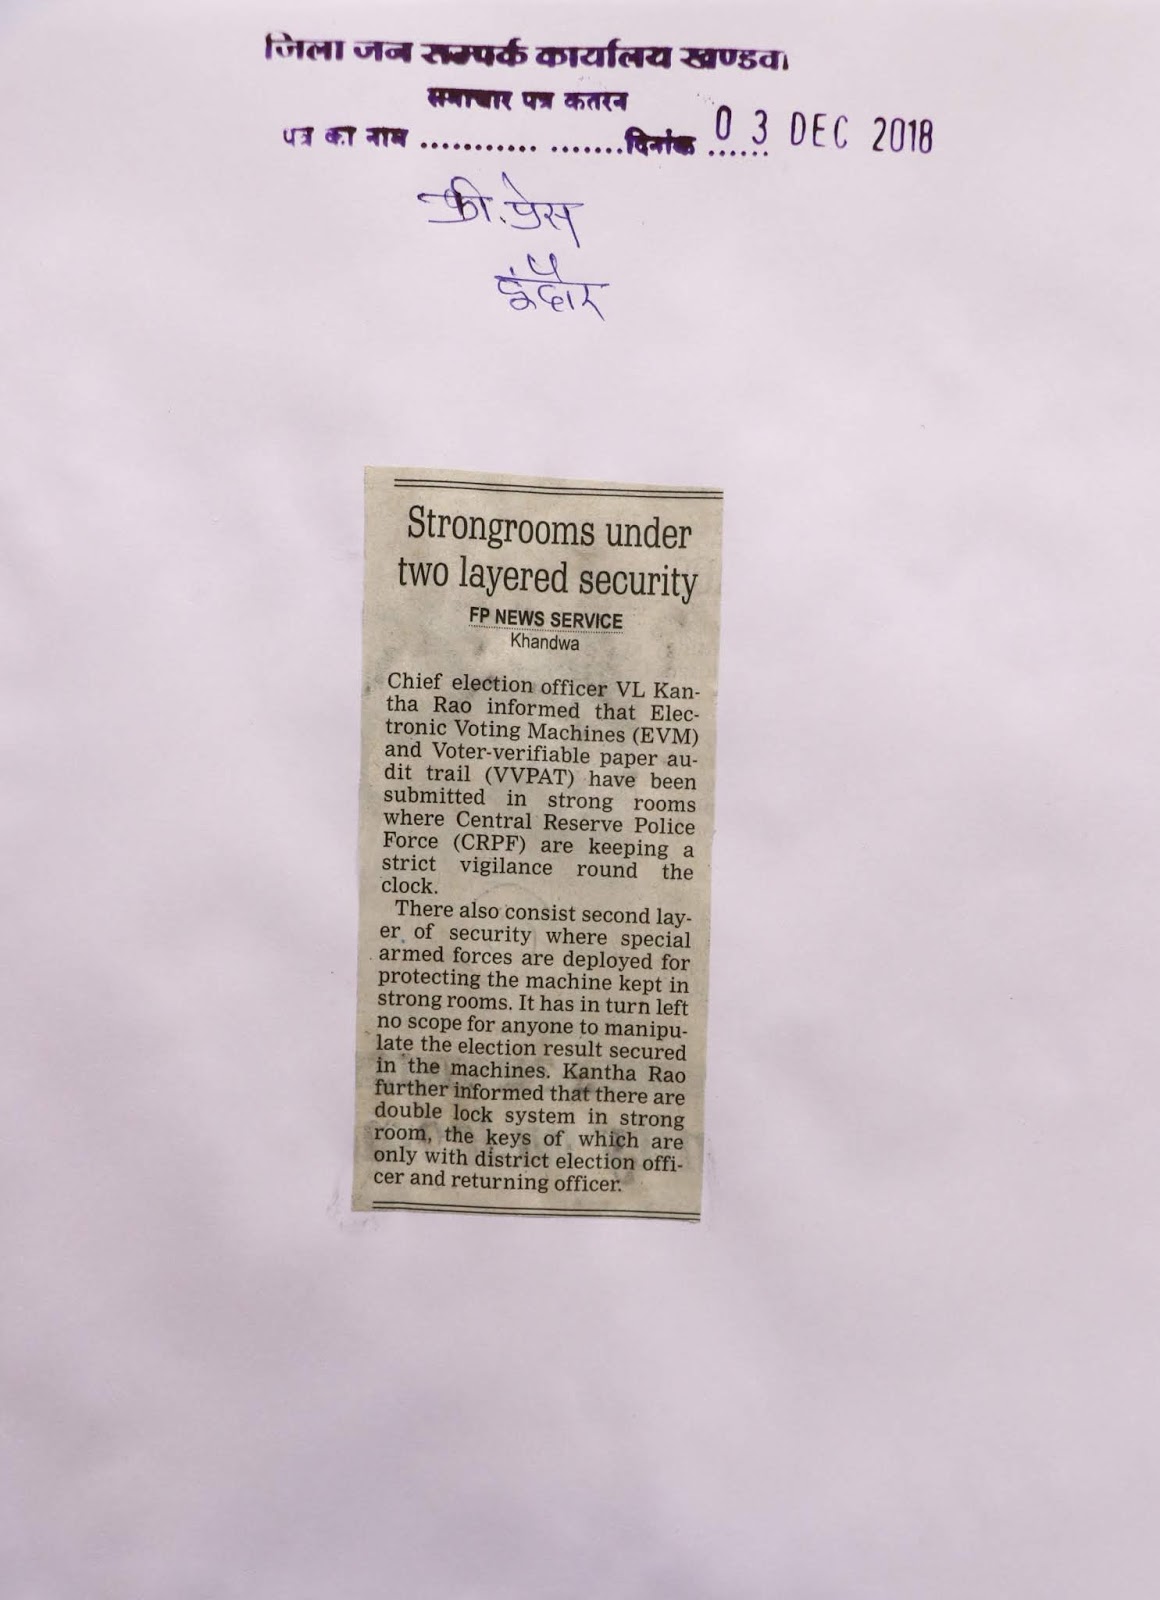 जिला जन सम्पर्क कार्यालय खण्डवा
समाचार पत्र कतरन
पत्र का नाम ........... .......दिनांक ...... 03 DEC 2018
फ्री.प्रेस
इंदौर
Strongrooms under
two layered security
FP NEWS SERVICE
Khandwa
Chief election officer VL Kan-
tha Rao informed that Elec-
tronic Voting Machines (EVM)
and Voter-verifiable paper au-
dit trail (VVPAT) have been
submitted in strong rooms
where Central Reserve Police
Force (CRPF) are keeping a
strict vigilance round the
clock.
There also consist second lay-
er of security where special
armed forces are deployed for
protecting the machine kept in
strong rooms. It has in turn left
no scope for anyone to manipu-
late the election result secured
in the machines. Kantha Rao
further informed that there are
double lock system in strong
room, the keys of which are
only with district election offi-
cer and returning officer.